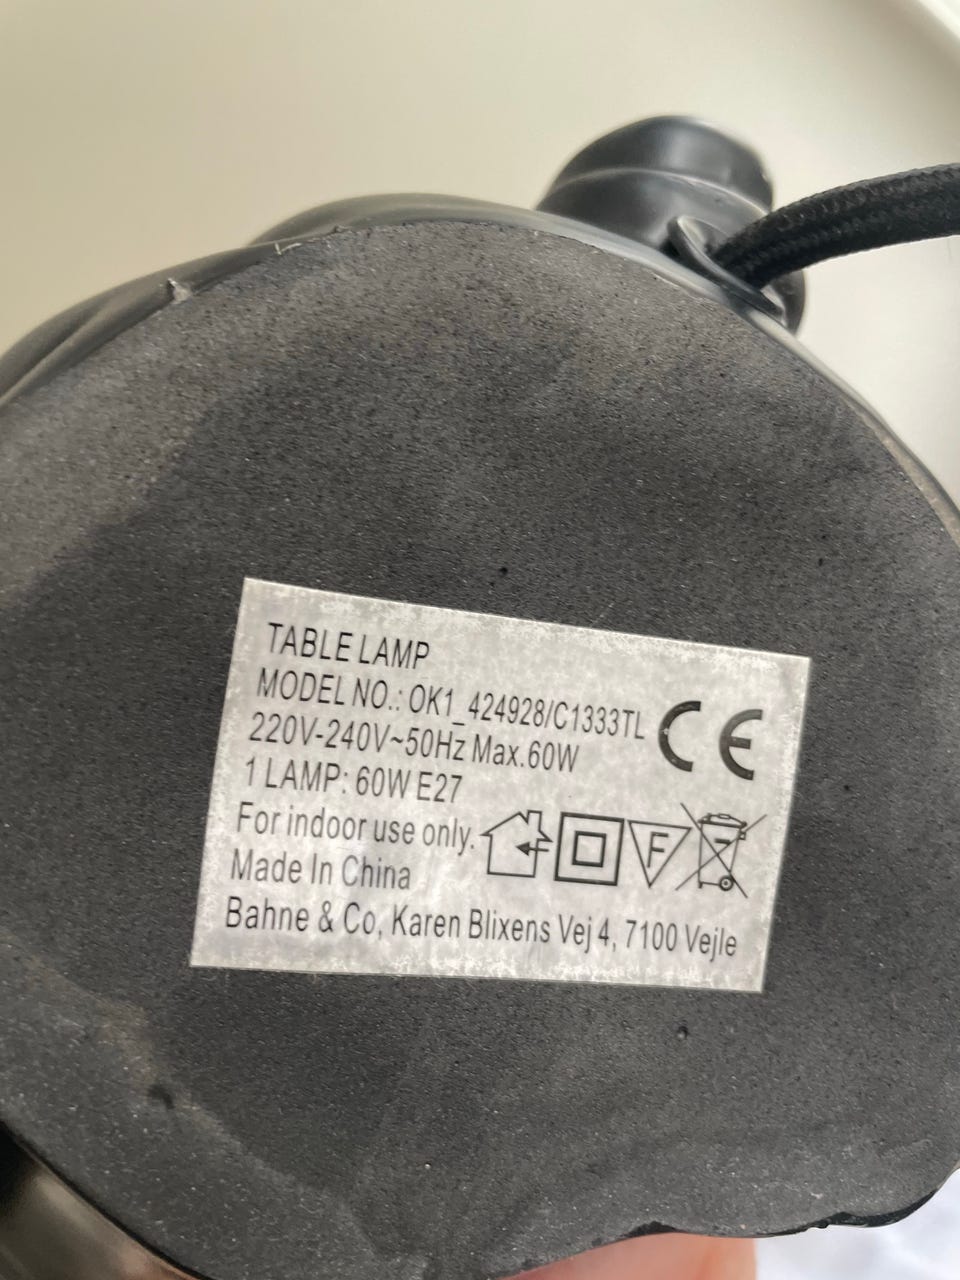 TABLE LAMP
MODEL NO.: OK1_424928/C1333TL
220V-240V~50Hz Max.60W
1 LAMP: 60W E27
CE
For indoor use only.
F
Made In China
Bahne & Co, Karen Blixens Vej 4, 7100 Vejle